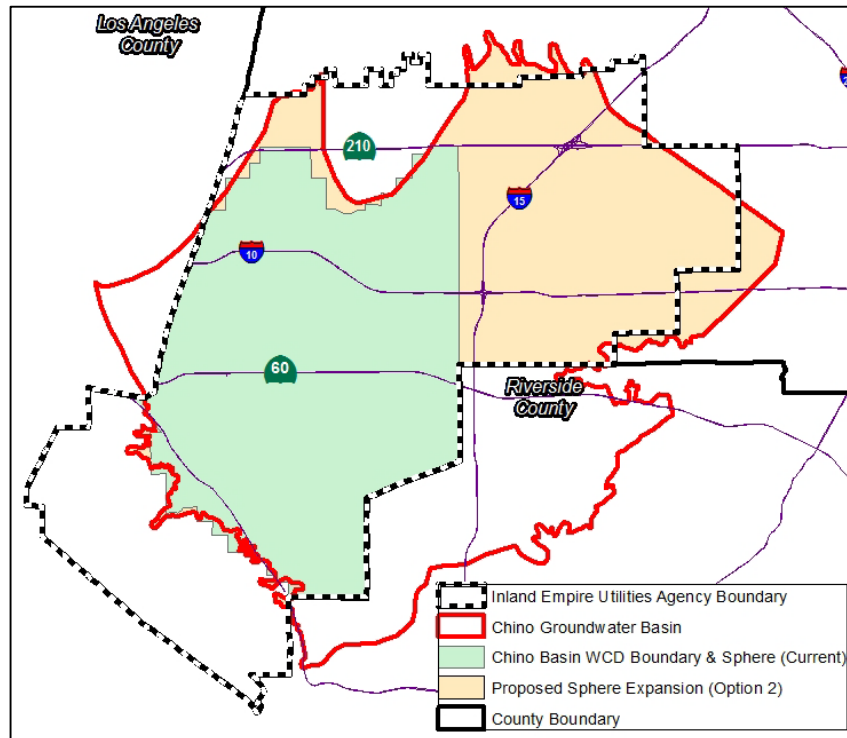 Los Angeles
County
210
15
10
60
Riverside
County
Inland Empire Utilities Agency Boundary
Chino Groundwater Basin
Chino Basin WCD Boundary & Sphere (Current)
Proposed Sphere Expansion (Option 2)
County Boundary